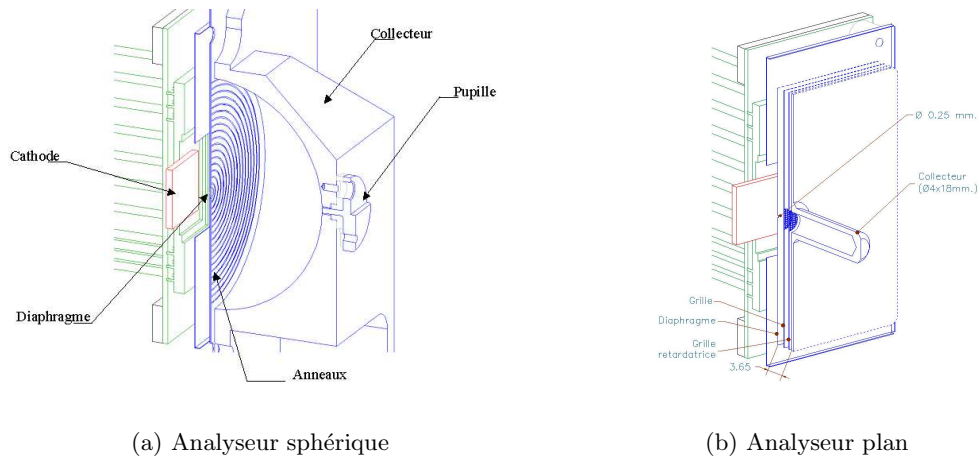 Collecteur
Pupille
Cathode
Diaphragme
Anneaux
Ø 0.25 mm.
Collecteur
(Ø4x18mm.)
Grille
Diaphragme
Grille
retardatrice
3.65
(a) Analyseur sphérique
(b) Analyseur plan